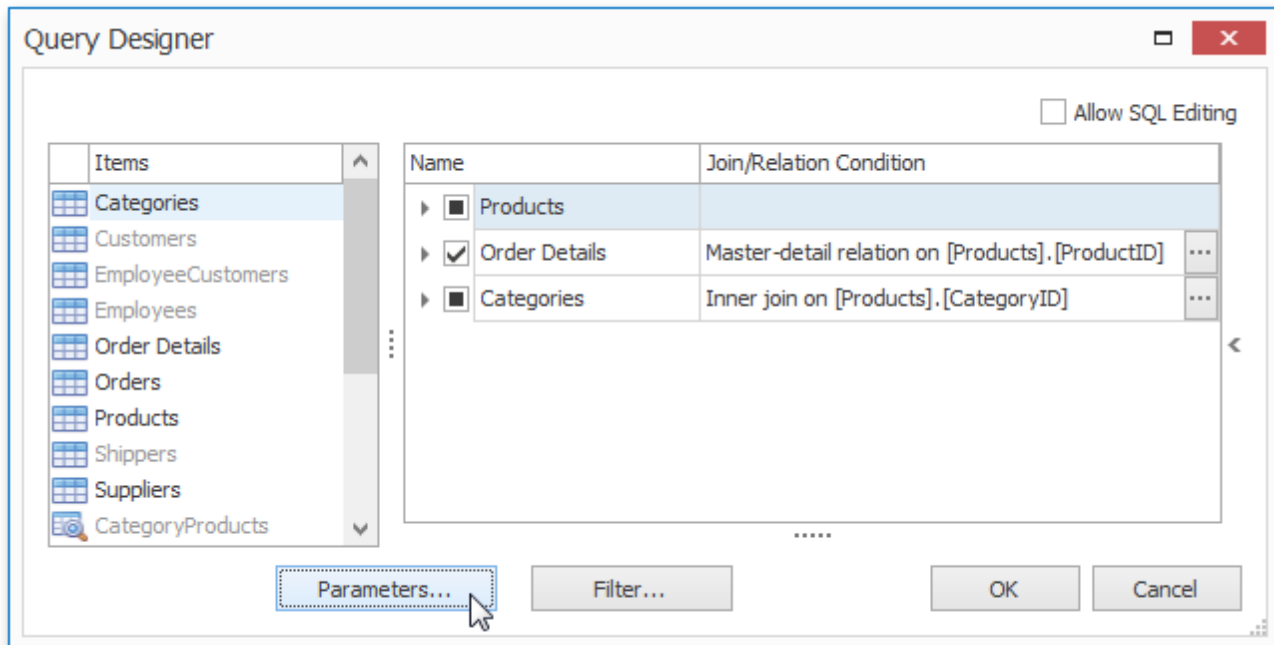 Query Designer
Allow SQL Editing
Items
Categories
Customers
EmployeeCustomers
Employees
Order Details
Orders
Products
Shippers
Suppliers
CategoryProducts
Name Join/Relation Condition
Products
Order Details Master-detail relation on [Products].[ProductID] ...
Categories Inner join on [Products].[CategoryID] ...
Parameters... Filter... OK Cancel